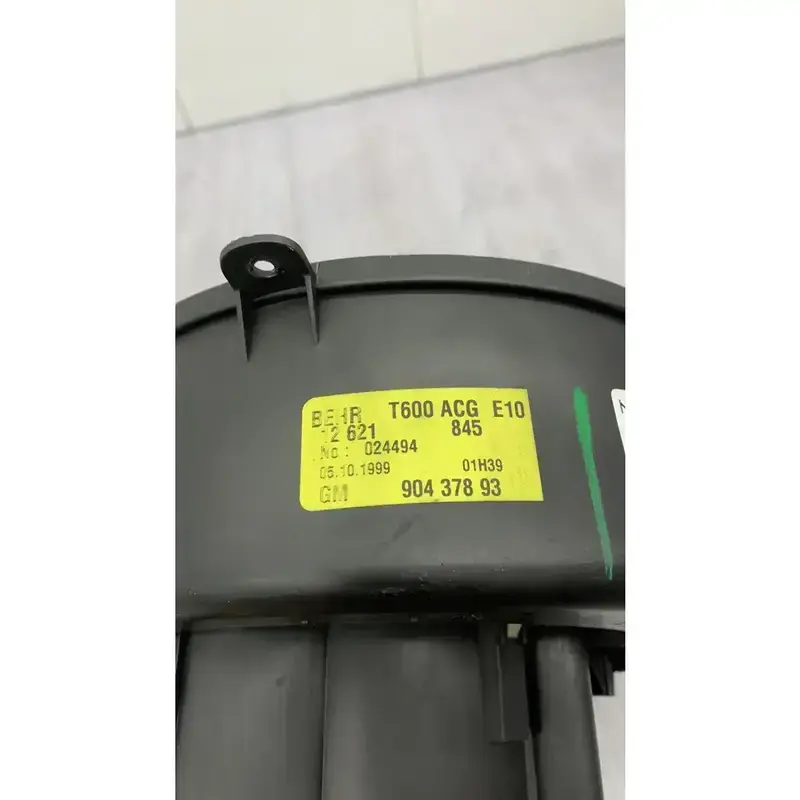 BEHR T600 ACG E10
12 621 845
No : 024494
05.10.1999 01H39
GM 904 378 93